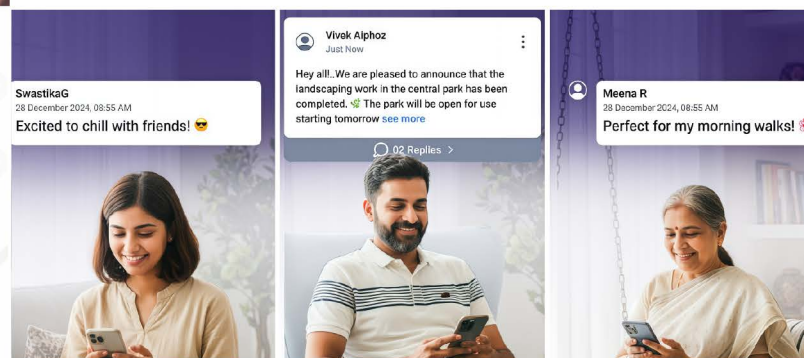 SwastikaG
28 December 2024, 08:55 AM
Excited to chill with friends! 😎
Vivek Aiphoz
Just Now
Hey all!..We are pleased to announce that the
landscaping work in the central park has been
completed. 🌿 The park will be open for use
starting tomorrow see more
02 Replies >
Meena R
28 December 2024, 08:55 AM
Perfect for my morning walks! 🌸